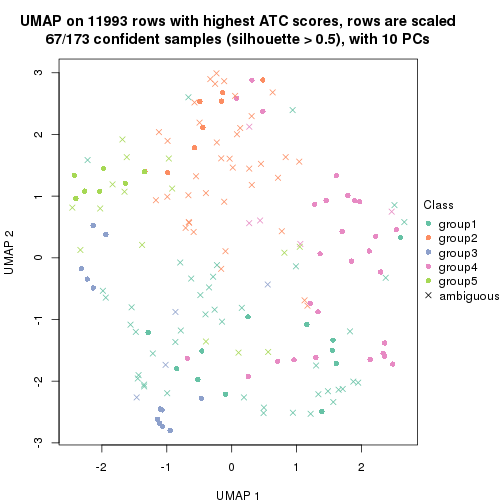 UMAP on 11993 rows with highest ATC scores, rows are scaled
67/173 confident samples (silhouette > 0.5), with 10 PCs
3
2
1
0
-1
-2
-3
UMAP 2
-2
-1
0
1
2
UMAP 1
Class
group1
group2
group3
group4
group5
ambiguous